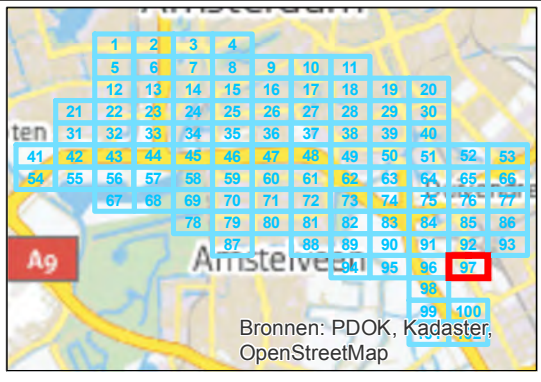 Amsterdam
1 2 3 4
5 6 7 8 9 10 11
12 13 14 15 16 17 18 19 20
21 22 23 24 25 26 27 28 29 30
ten 31 32 33 34 35 36 37 38 39 40
41 42 43 44 45 46 47 48 49 50 51 52 53
54 55 56 57 58 59 60 61 62 63 64 65 66
67 68 69 70 71 72 73 74 75 76 77
78 79 80 81 82 83 84 85 86
87 88 89 90 91 92 93
A9 Amstelveen 94 95 96 97
98
99 100
Bronnen: PDOK, Kadaster,
OpenStreetMap